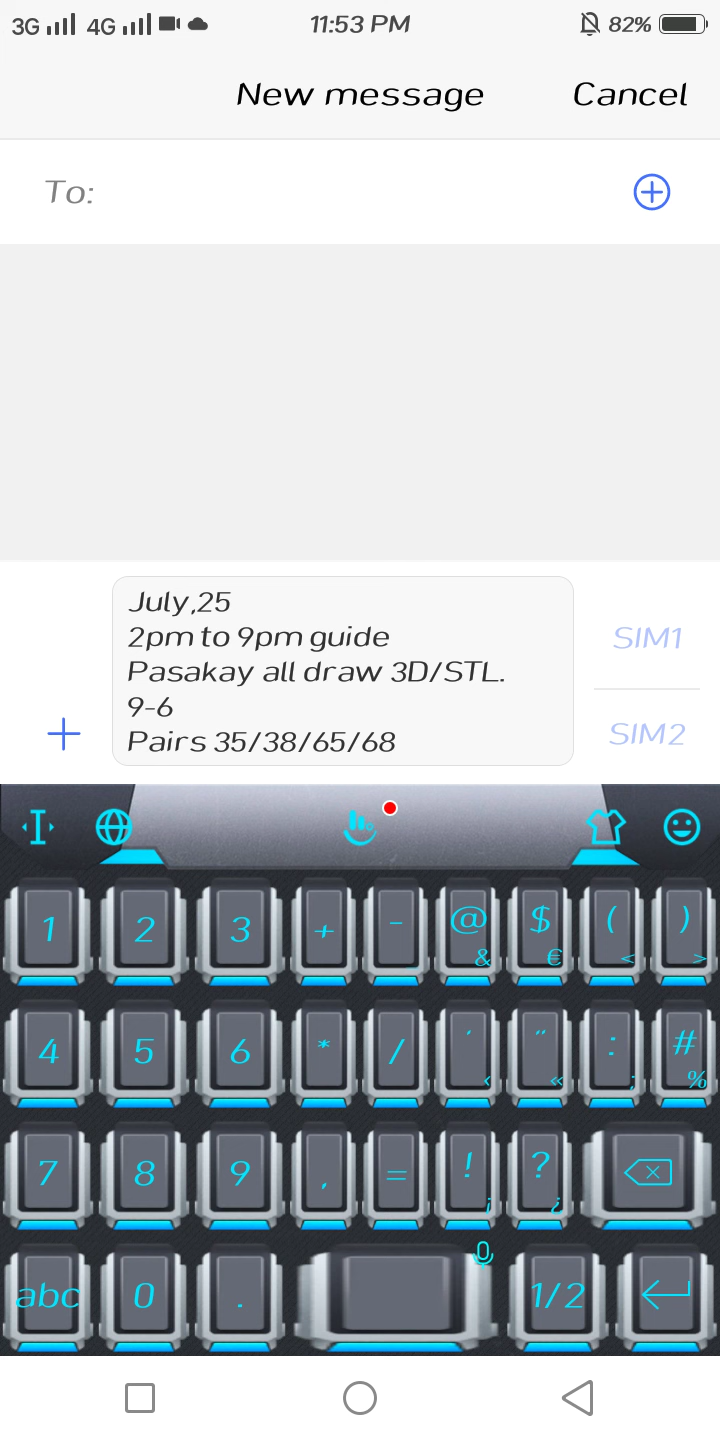 3G 4G 11:53 PM 82%
New message Cancel
To:
July,25
2pm to 9pm guide
Pasakay all draw 3D/STL.
9-6
Pairs 35/38/65/68
SIM1
SIM2
1 2 3 + - @ & $ € ( < ) >
4 5 6 * / ' ‹ " « : ; # %
7 8 9 , = ! ¡ ? ¿
abc 0 . 1/2